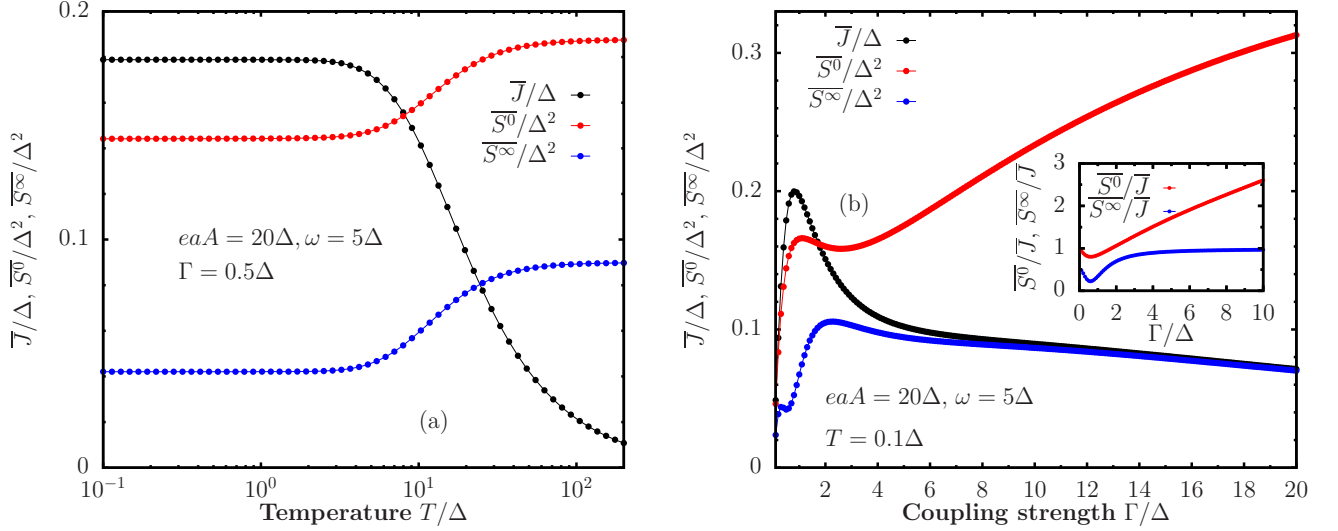 0.2
0.1
0
J̅/Δ, S̅⁰/Δ², S̅∞/Δ²
J̅/Δ
S̅⁰/Δ²
S̅∞/Δ²
eaA = 20Δ, ω = 5Δ
Γ = 0.5Δ
(a)
10⁻¹ 10⁰ 10¹ 10²
Temperature T/Δ
0.3
0.2
0.1
0
J̅/Δ, S̅⁰/Δ², S̅∞/Δ²
J̅/Δ
S̅⁰/Δ²
S̅∞/Δ²
(b)
3
2
1
0
S̅⁰/J̅, S̅∞/J̅
S̅⁰/J̅
S̅∞/J̅
0 2 4 6 8 10
Γ/Δ
eaA = 20Δ, ω = 5Δ
T = 0.1Δ
2 4 6 8 10 12 14 16 18 20
Coupling strength Γ/Δ